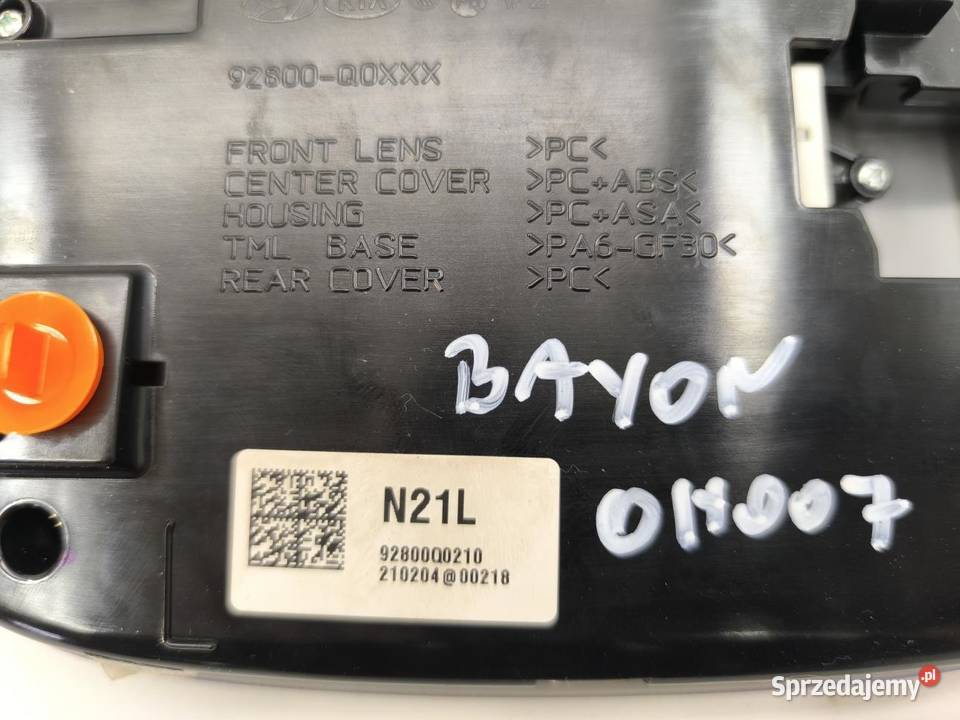 KIA
92800-Q0XXX
FRONT LENS >PC<
CENTER COVER >PC+ABS<
HOUSING >PC+ASA<
TML BASE >PA6-GF30<
REAR COVER >PC<
BAYON
N21L
92800Q0210
210204@00218
Sprzedajemy.pl